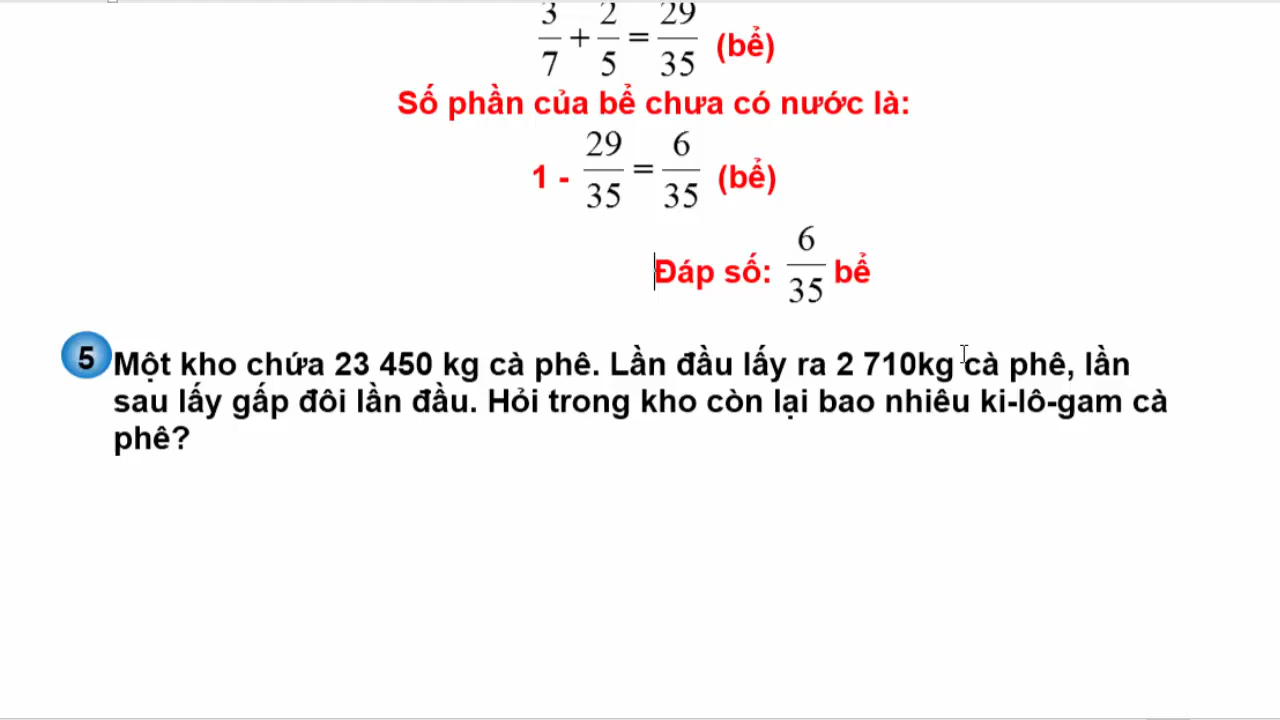 3/7 + 2/5 = 29/35 (bể)
Số phần của bể chưa có nước là:
1 - 29/35 = 6/35 (bể)
Đáp số: 6/35 bể
5 Một kho chứa 23 450 kg cà phê. Lần đầu lấy ra 2 710kg cà phê, lần
sau lấy gấp đôi lần đầu. Hỏi trong kho còn lại bao nhiêu ki-lô-gam cà
phê?